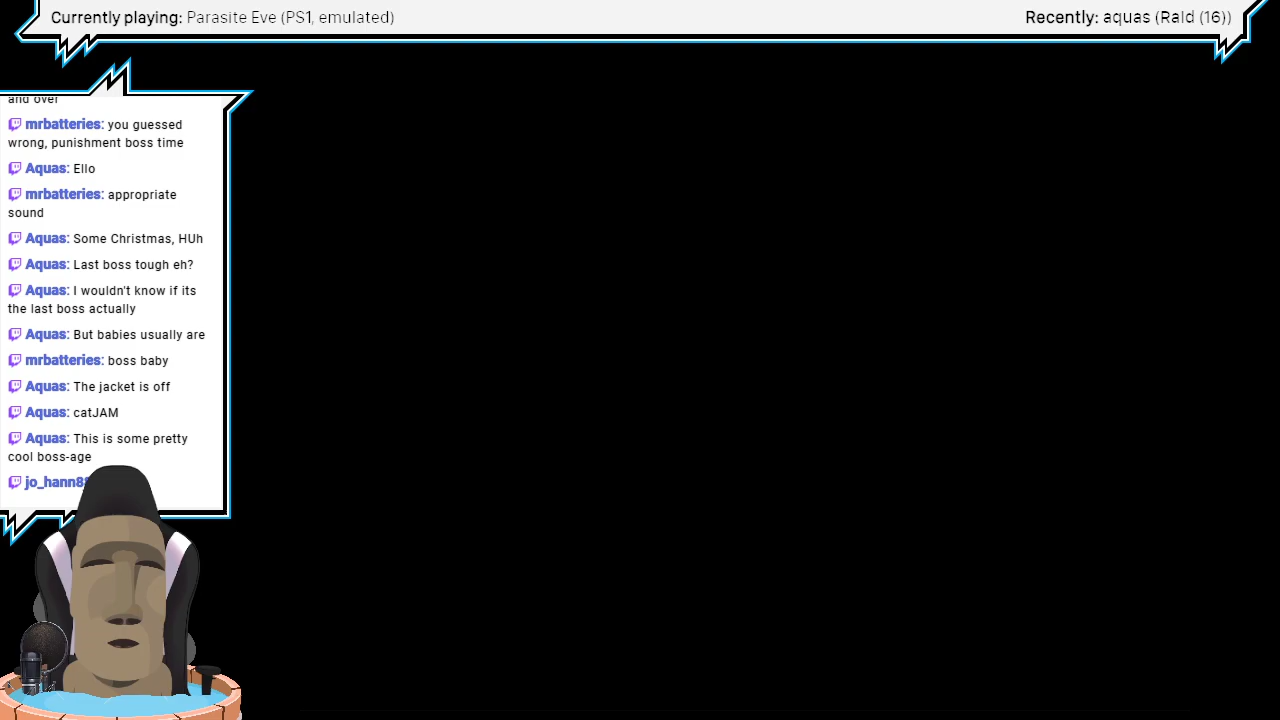 Currently playing: Parasite Eve (PS1, emulated)
Recently: aquas (Raid (16))
and over
mrbatteries: you guessed
wrong, punishment boss time
Aquas: Ello
mrbatteries: appropriate
sound
Aquas: Some Christmas, HUh
Aquas: Last boss tough eh?
Aquas: I wouldn't know if its
the last boss actually
Aquas: But babies usually are
mrbatteries: boss baby
Aquas: The jacket is off
Aquas: catJAM
Aquas: This is some pretty
cool boss-age